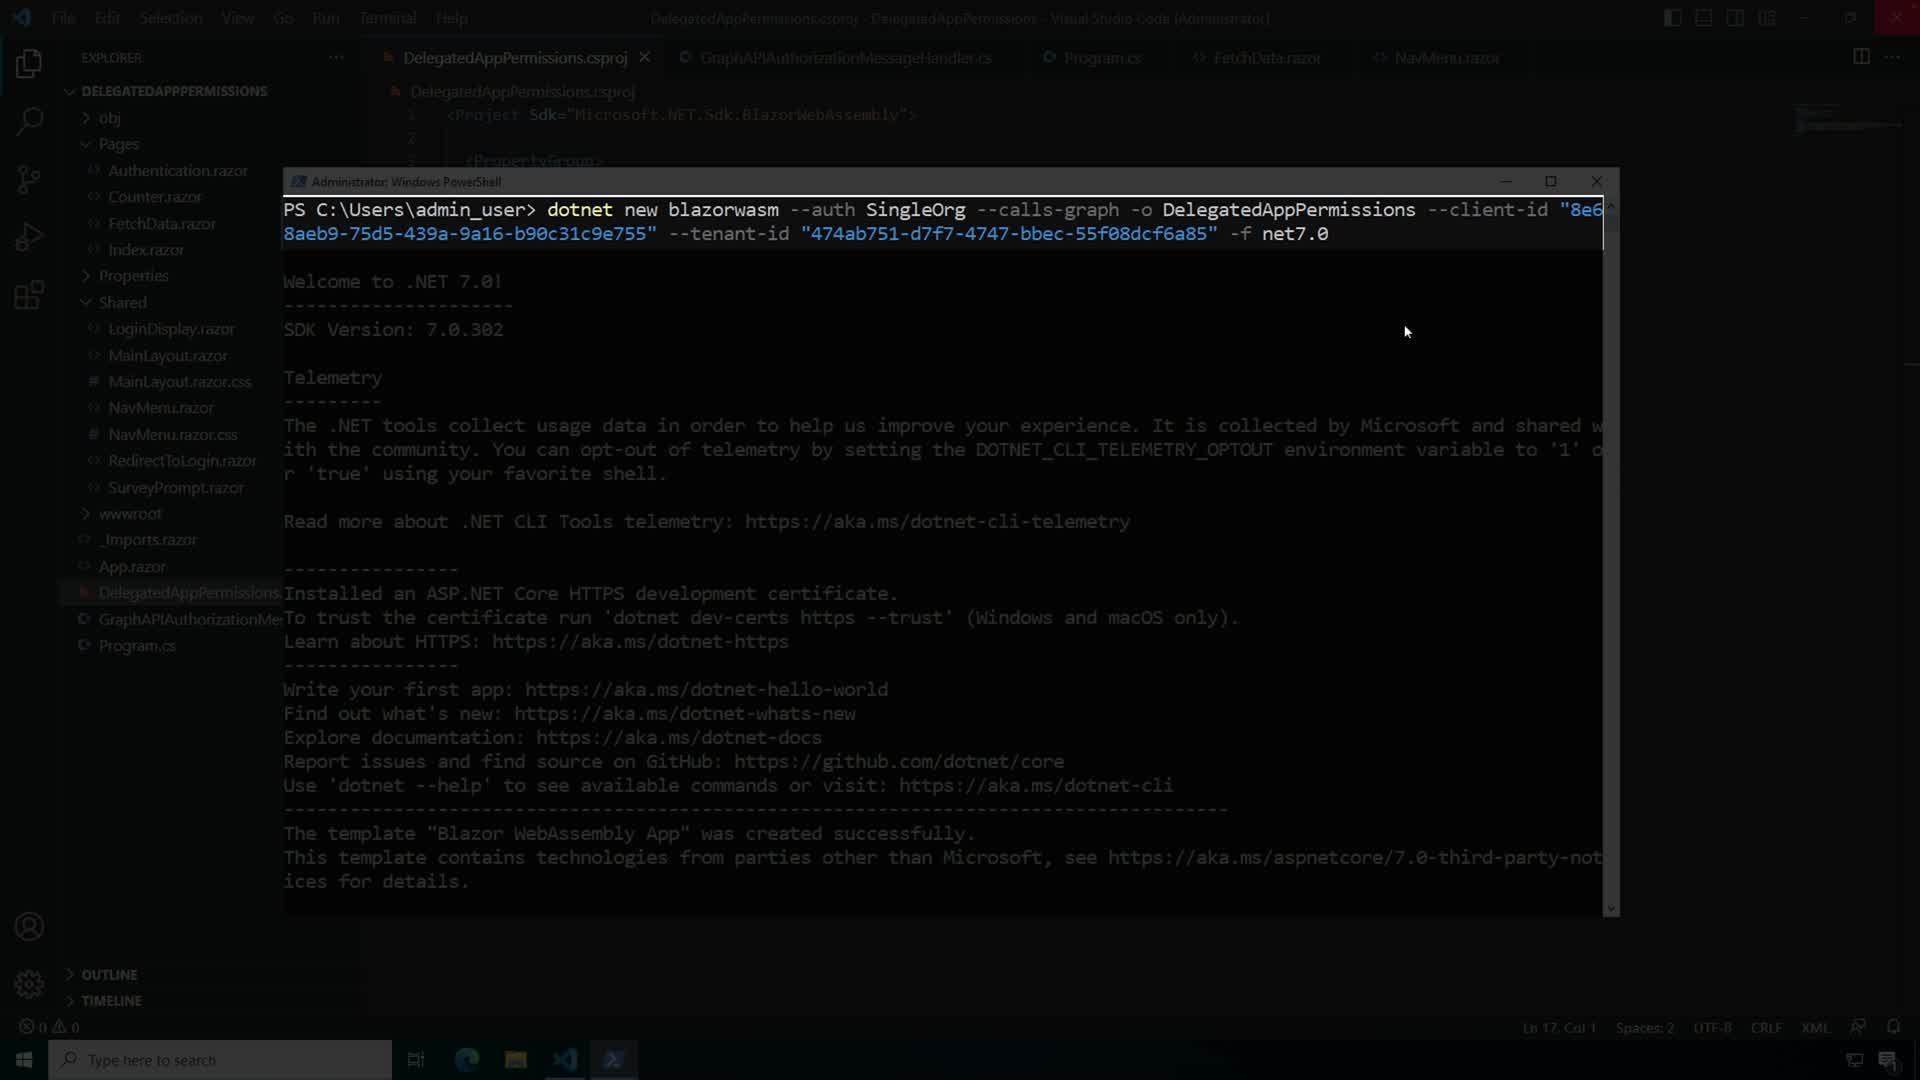 File Edit Selection View Go Run Terminal Help
DelegatedAppPermissions.csproj - DelegatedAppPermissions - Visual Studio Code [Administrator]
EXPLORER
DelegatedAppPermissions.csproj
GraphAPIAuthorizationMessageHandler.cs
Program.cs
FetchData.razor
NavMenu.razor
DELEGATEDAPPPERMISSIONS
DelegatedAppPermissions.csproj
obj
1 <Project Sdk="Microsoft.NET.Sdk.BlazorWebAssembly">
2
Pages
3 <PropertyGroup>
Authentication.razor
Counter.razor
FetchData.razor
Index.razor
Properties
Shared
LoginDisplay.razor
MainLayout.razor
MainLayout.razor.css
NavMenu.razor
NavMenu.razor.css
RedirectToLogin.razor
SurveyPrompt.razor
wwwroot
_Imports.razor
App.razor
DelegatedAppPermissions.
GraphAPIAuthorizationMe
Program.cs
OUTLINE
TIMELINE
Administrator: Windows PowerShell
PS C:\Users\admin_user> dotnet new blazorwasm --auth SingleOrg --calls-graph -o DelegatedAppPermissions --client-id "8e6
8aeb9-75d5-439a-9a16-b90c31c9e755" --tenant-id "474ab751-d7f7-4747-bbec-55f08dcf6a85" -f net7.0
Welcome to .NET 7.0!
---------------------
SDK Version: 7.0.302
Telemetry
---------
The .NET tools collect usage data in order to help us improve your experience. It is collected by Microsoft and shared w
ith the community. You can opt-out of telemetry by setting the DOTNET_CLI_TELEMETRY_OPTOUT environment variable to '1' o
r 'true' using your favorite shell.
Read more about .NET CLI Tools telemetry: https://aka.ms/dotnet-cli-telemetry
----------------
Installed an ASP.NET Core HTTPS development certificate.
To trust the certificate run 'dotnet dev-certs https --trust' (Windows and macOS only).
Learn about HTTPS: https://aka.ms/dotnet-https
----------------
Write your first app: https://aka.ms/dotnet-hello-world
Find out what's new: https://aka.ms/dotnet-whats-new
Explore documentation: https://aka.ms/dotnet-docs
Report issues and find source on GitHub: https://github.com/dotnet/core
Use 'dotnet --help' to see available commands or visit: https://aka.ms/dotnet-cli
--------------------------------------------------------------------------------------
The template "Blazor WebAssembly App" was created successfully.
This template contains technologies from parties other than Microsoft, see https://aka.ms/aspnetcore/7.0-third-party-not
ices for details.
0 0
Ln 17, Col 1 Spaces: 2 UTF-8 CRLF XML
Type here to search
1